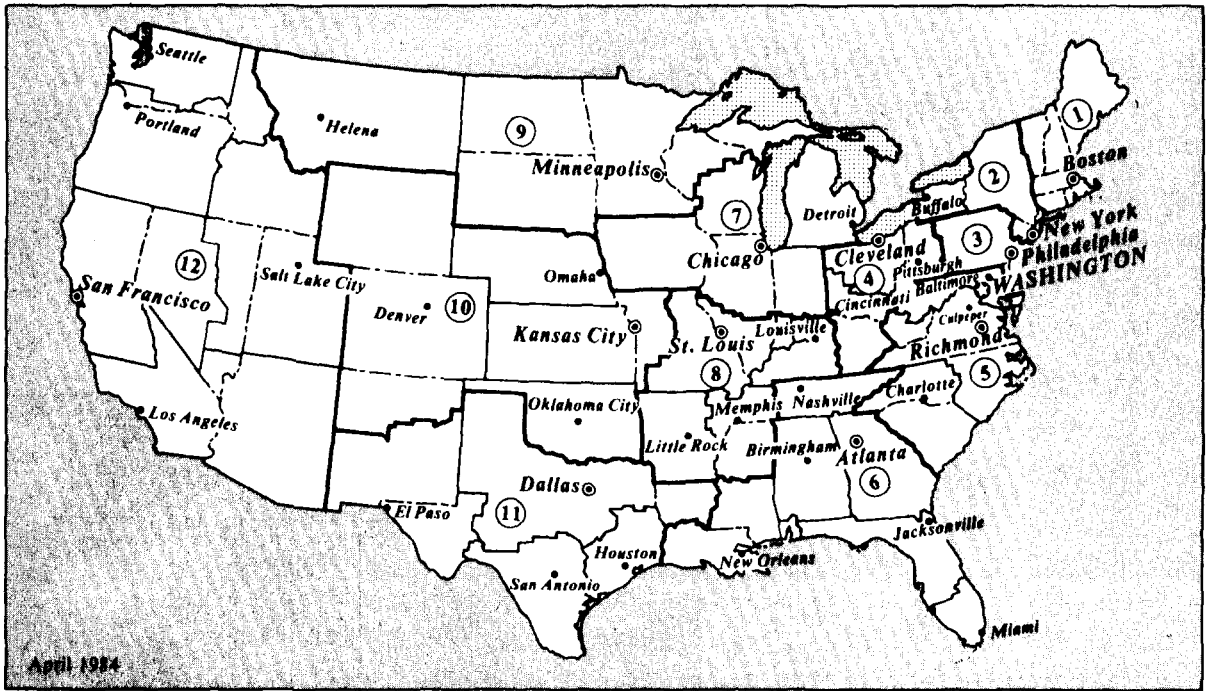 Seattle
Portland
Helena
9
Minneapolis
1
Boston
2
Buffalo
7
Detroit
New York
3
Philadelphia
WASHINGTON
Cleveland
4
Pittsburgh
Baltimore
Cincinnati
Chicago
12
Salt Lake City
San Francisco
Omaha
Denver
10
Kansas City
St. Louis
Louisville
Culpeper
Richmond
8
5
Charlotte
Oklahoma City
Memphis
Nashville
Los Angeles
Little Rock
Birmingham
Atlanta
6
Dallas
11
El Paso
Jacksonville
Houston
New Orleans
San Antonio
Miami
April 1984